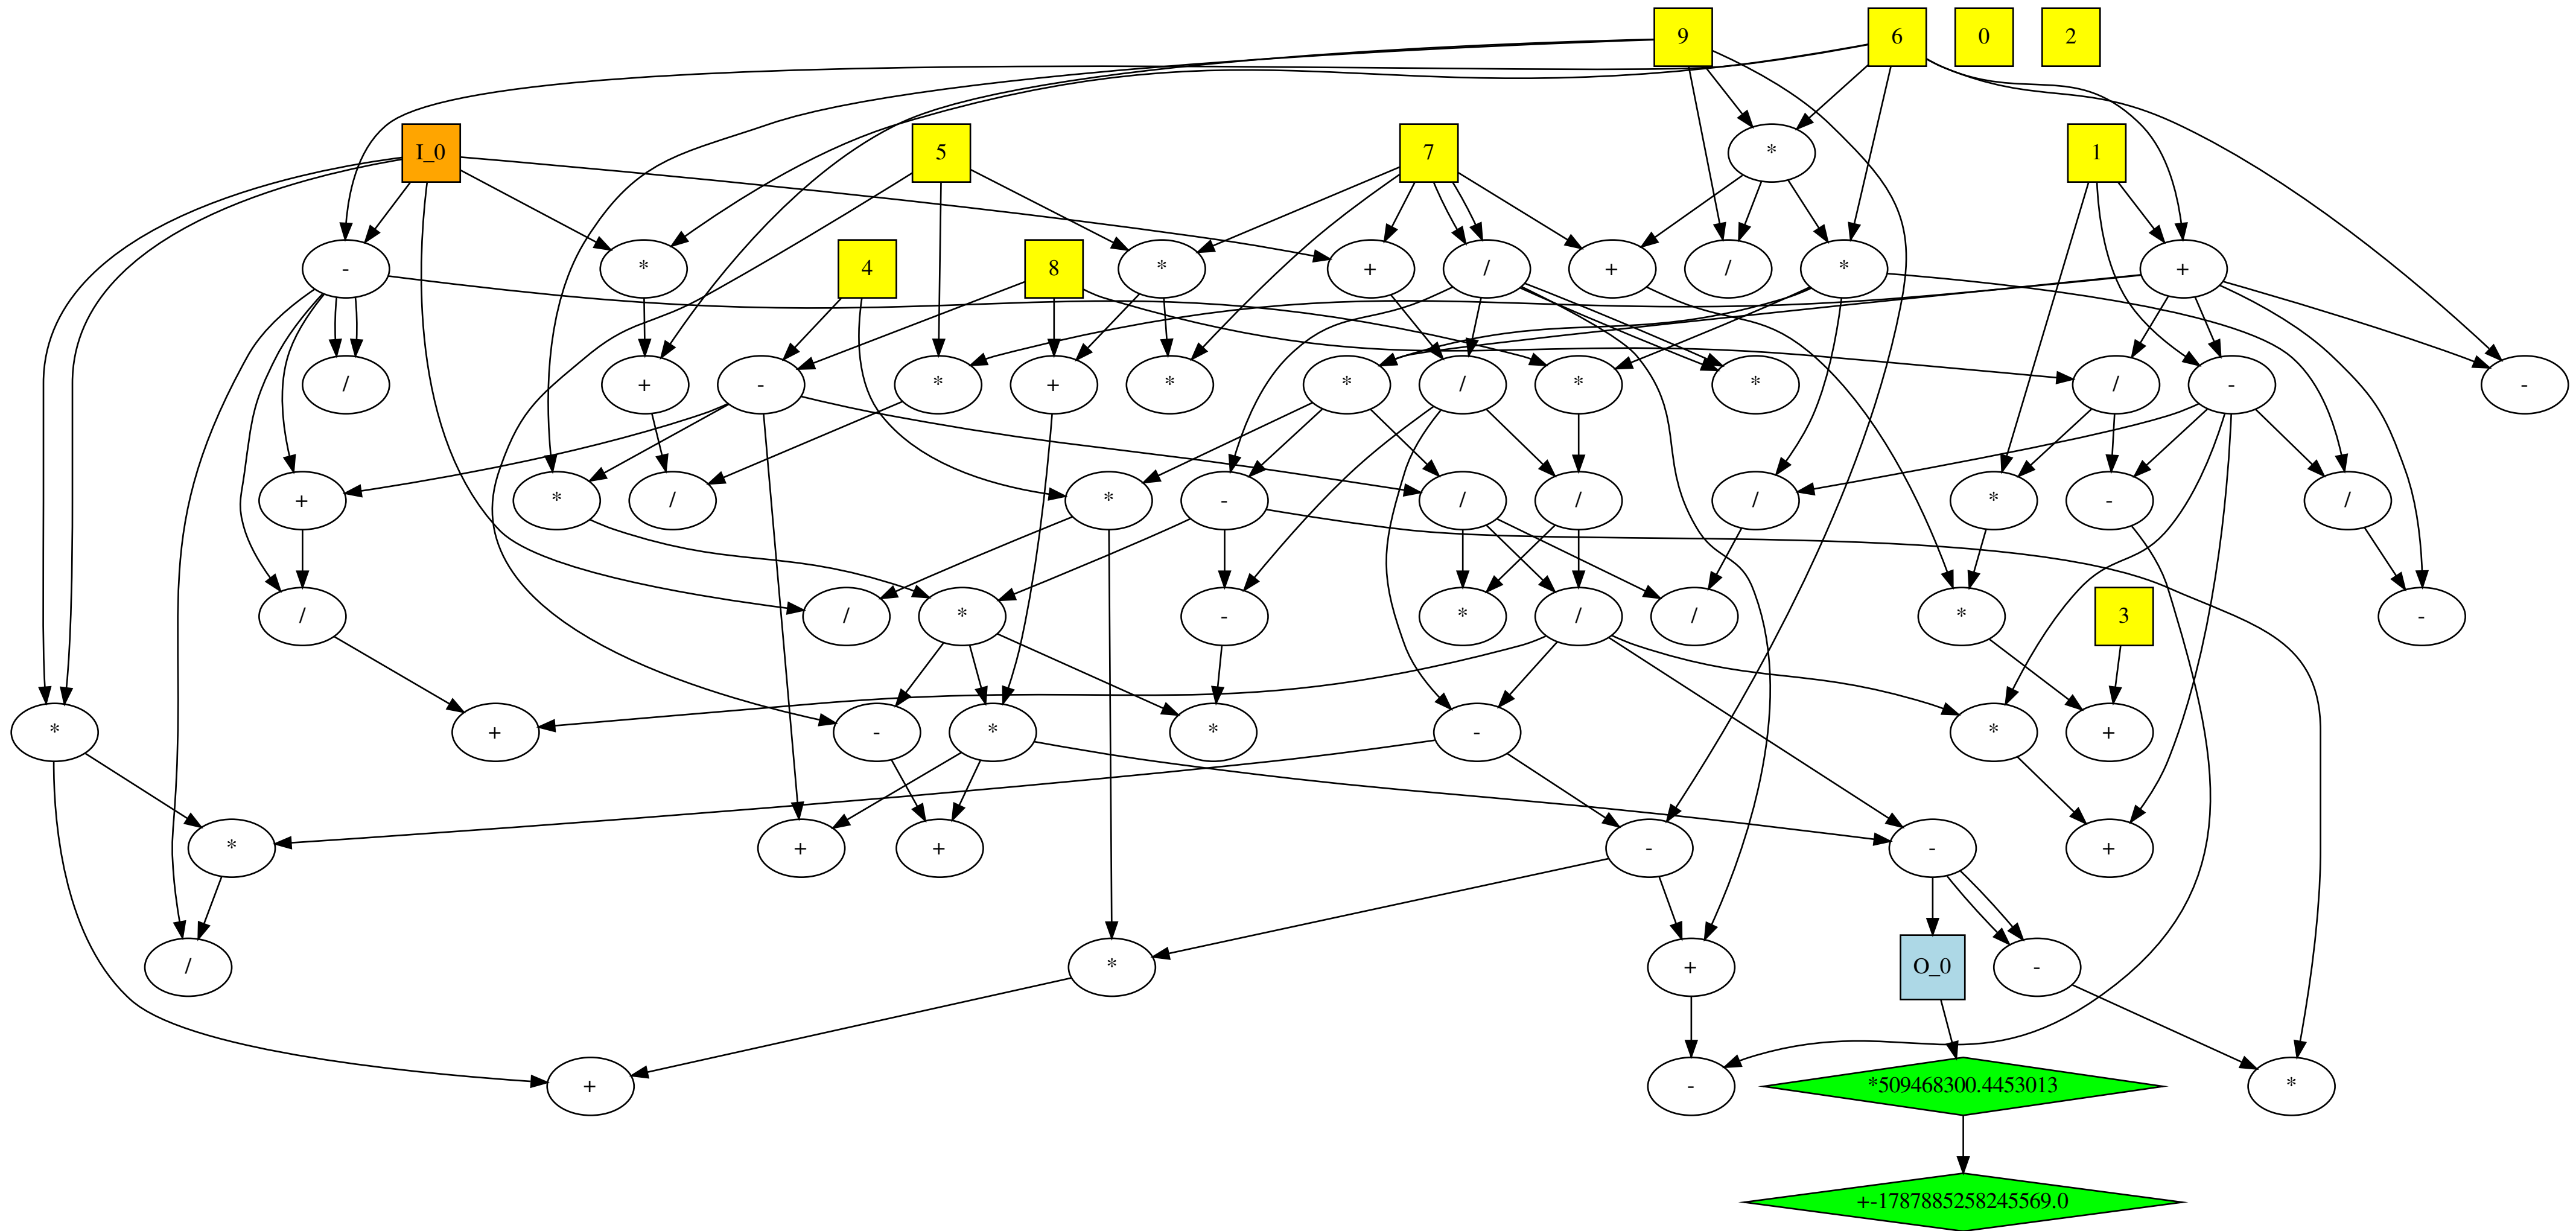 9 6 0 2
I_0 5 7 * 1
- * 4 8 * + / + / * +
/ + - * + * * / * * / - -
+ * / * - / / / * - /
/ / * - * / / * 3 -
* + - * * - * +
* + + - - +
/ * + O_0 -
+ - *509468300.4453013 *
+-1787885258245569.0